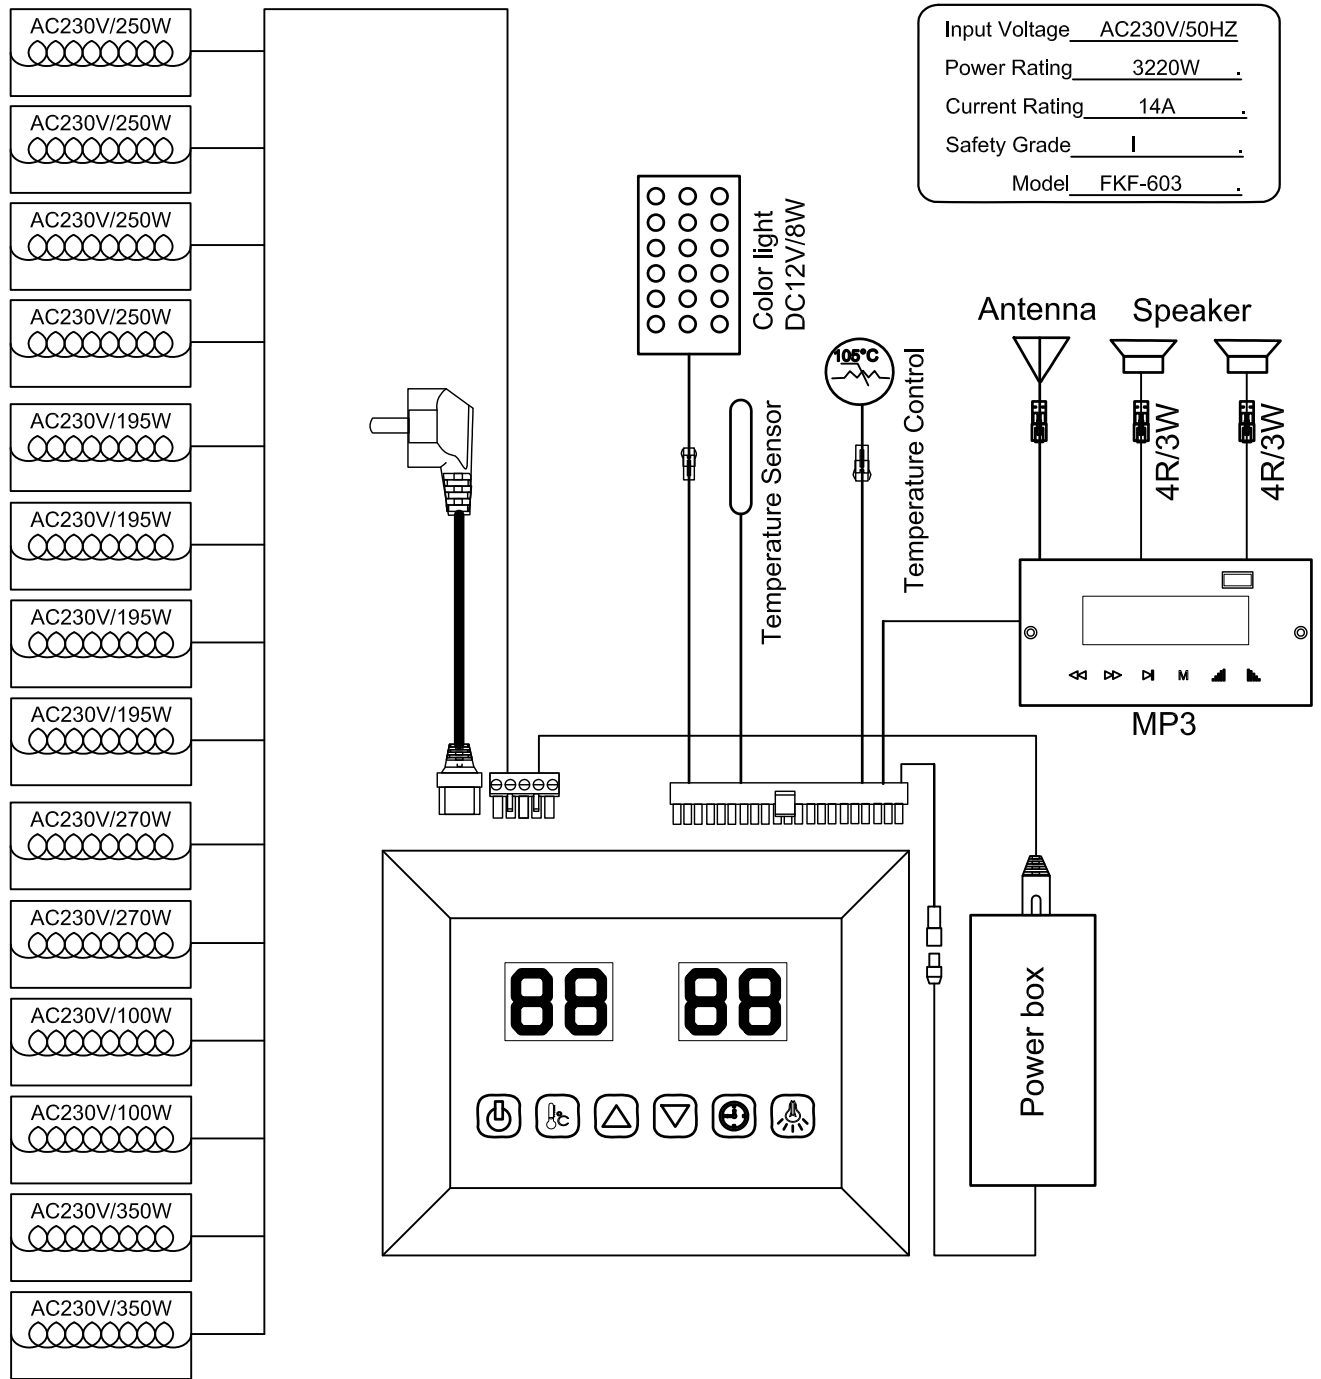 AC230V/250W
AC230V/250W
AC230V/250W
AC230V/250W
AC230V/195W
AC230V/195W
AC230V/195W
AC230V/195W
AC230V/270W
AC230V/270W
AC230V/100W
AC230V/100W
AC230V/350W
AC230V/350W
Input Voltage AC230V/50HZ
Power Rating 3220W .
Current Rating 14A .
Safety Grade I .
Model FKF-603 .
Color light
DC12V/8W
Temperature Sensor
105°C
Temperature Control
Antenna
Speaker
4R/3W
4R/3W
M
MP3
88 88
°C
Power box